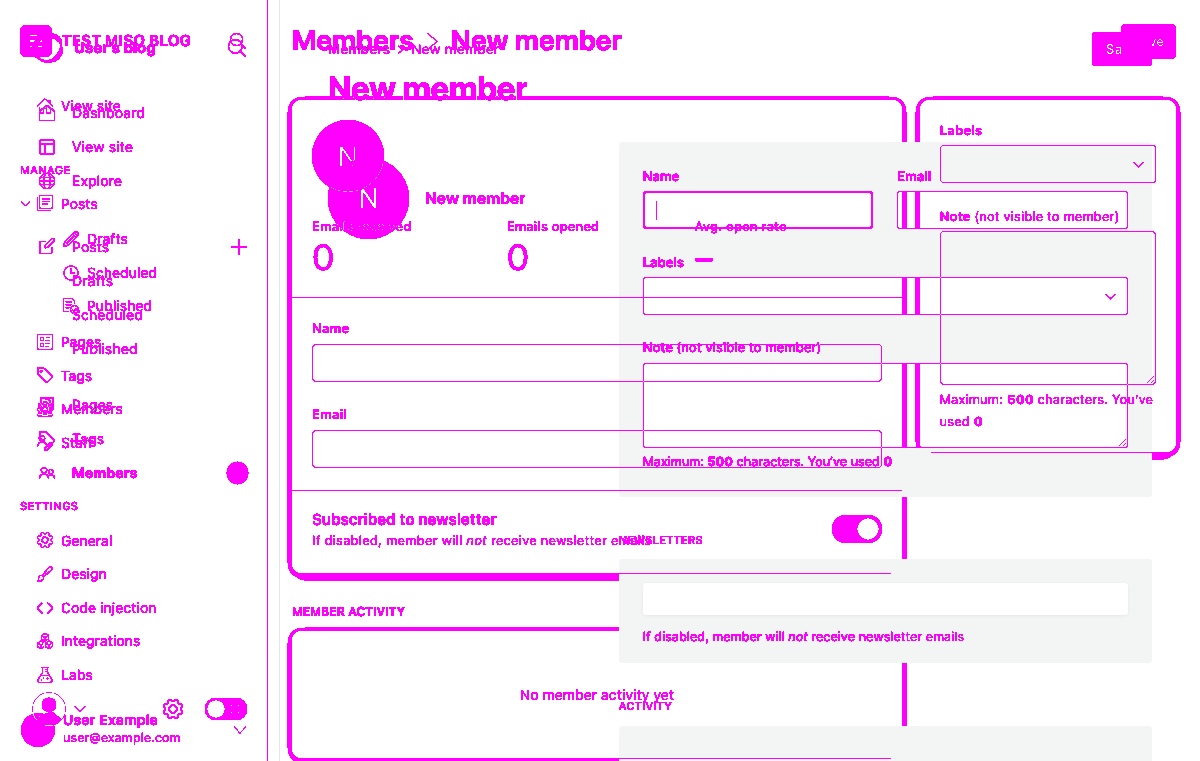 TEST MISO BLOG
User's blog
View site
Dashboard
View site
MANAGE
Explore
Posts
Drafts
Posts
Scheduled
Drafts
Published
Scheduled
Pages
Published
Tags
Pages
Members
Tags
Staff
Members
SETTINGS
General
Design
Code injection
Integrations
Labs
User Example
user@example.com
Members > New member
Members > New member
New member
N
N
New member
Emails opened
Avg. open rate
0
0
Name
Email
Subscribed to newsletter
If disabled, member will not receive newsletter emails
MEMBER ACTIVITY
No member activity yet
Name
Email
Labels
Note (not visible to member)
Maximum: 500 characters. You've used 0
NEWSLETTERS
If disabled, member will not receive newsletter emails
ACTIVITY
Labels
Note (not visible to member)
Maximum: 500 characters. You've
used 0